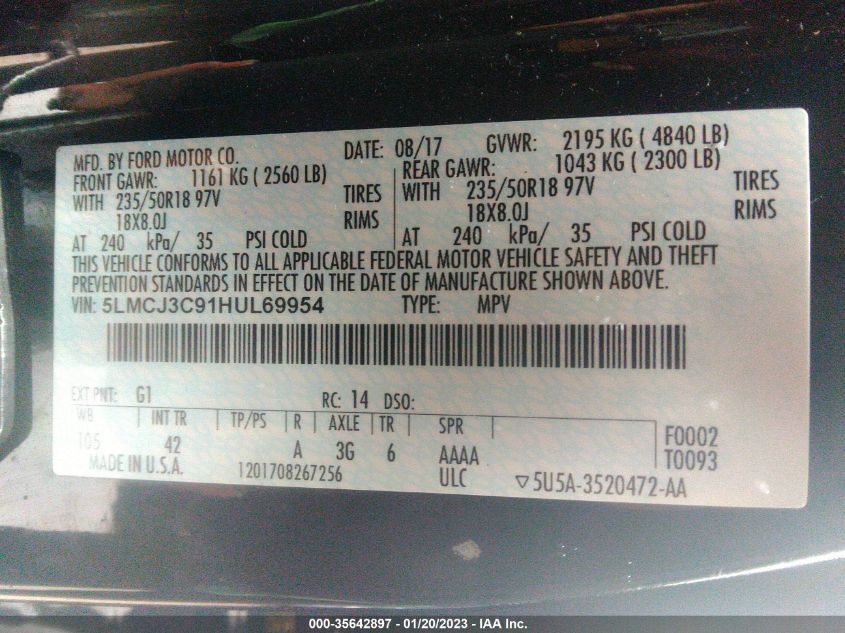 MFD. BY FORD MOTOR CO. DATE: 08/17 GVWR: 2195 KG ( 4840 LB)
FRONT GAWR: 1161 KG ( 2560 LB) REAR GAWR: 1043 KG ( 2300 LB)
WITH 235/50R18 97V TIRES WITH 235/50R18 97V TIRES
18X8.0J RIMS 18X8.0J RIMS
AT 240 kPa/ 35 PSI COLD AT 240 kPa/ 35 PSI COLD
THIS VEHICLE CONFORMS TO ALL APPLICABLE FEDERAL MOTOR VEHICLE SAFETY AND THEFT
PREVENTION STANDARDS IN EFFECT ON THE DATE OF MANUFACTURE SHOWN ABOVE.
VIN: 5LMCJ3C91HUL69954 TYPE: MPV
EXT PNT: G1 RC: 14 DSO:
WB INT TR TP/PS R AXLE TR SPR F0002
105 42 A 3G 6 AAAA T0093
MADE IN U.S.A. 1201708267256 ULC ▽5U5A-3520472-AA
000-35642897 - 01/20/2023 - IAA Inc.